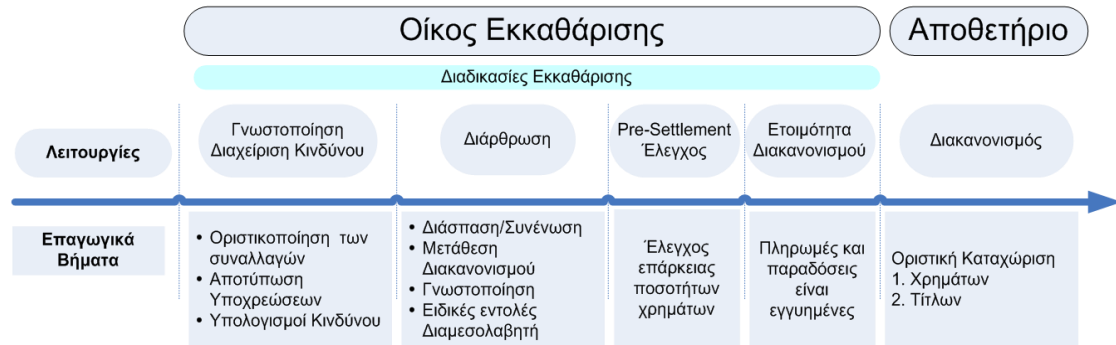 Οίκος Εκκαθάρισης
Αποθετήριο
Διαδικασίες Εκκαθάρισης
Λειτουργίες
Γνωστοποίηση
Διαχείριση Κινδύνου
Διάρθρωση
Pre-Settlement
Έλεγχος
Ετοιμότητα
Διακανονισμού
Διακανονισμός
Επαγωγικά
Βήματα
• Οριστικοποίηση των
συναλλαγών
• Αποτύπωση
Υποχρεώσεων
• Υπολογισμοί Κινδύνου
• Διάσπαση/Συνένωση
• Μετάθεση
Διακανονισμού
• Γνωστοποίηση
• Ειδικές εντολές
Διαμεσολαβητή
Έλεγχος
επάρκειας
ποσοτήτων
χρημάτων
Πληρωμές και
παραδόσεις
είναι
εγγυημένες
Οριστική Καταχώριση
1. Χρημάτων
2. Τίτλων